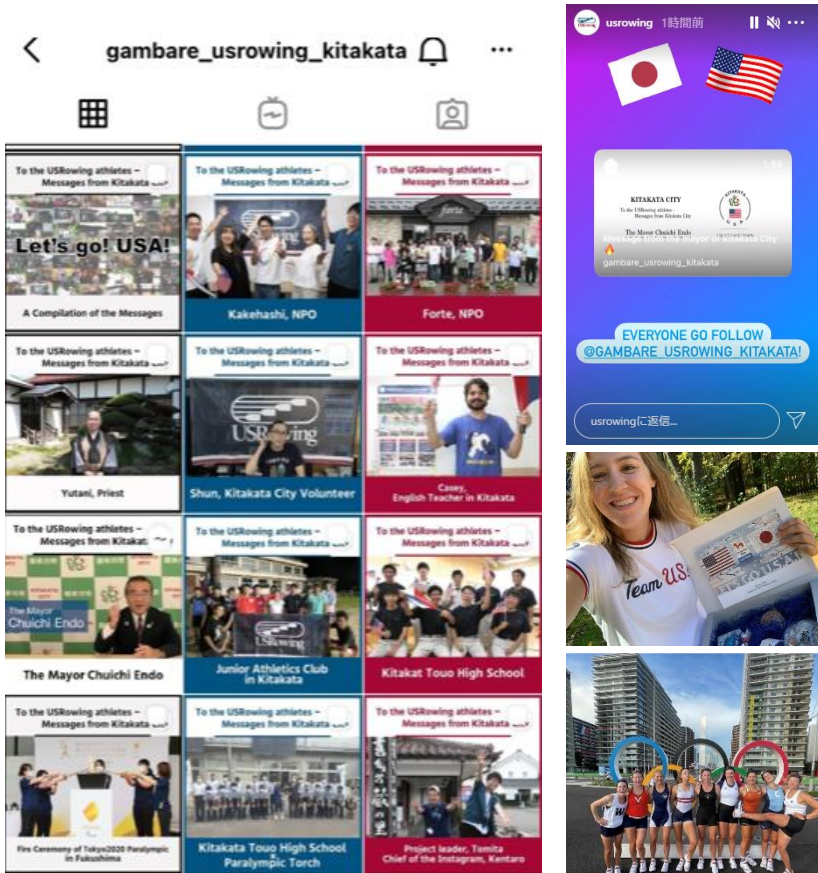 gambare_usrowing_kitakata
To the USRowing athletes –
Messages from Kitakata
Let's go! USA!
A Compilation of the Messages
To the USRowing athletes –
Messages from Kitakata
Kakehashi, NPO
To the USRowing athletes –
Messages from Kitakata
forte
Forte, NPO
To the USRowing athletes –
Messages from Kitakata
Yutani, Priest
To the USRowing athletes –
Messages from Kitakata
USRowing
Shun, Kitakata City Volunteer
To the USRowing athletes –
Messages from Kitakata
Casey,
English Teacher in Kitakata
To the USRowing athletes –
Messages from Kitakata
The Mayor
Chuichi Endo
The Mayor Chuichi Endo
To the USRowing athletes –
Messages from Kitakata
USRowing
Junior Athletics Club
in Kitakata
To the USRowing athletes –
Messages from Kitakata
Kitakat Touo High School
To the USRowing athletes –
Messages from Kitakata
Fire Ceremony of Tokyo2020 Paralympic
in Fukushima
To the USRowing athletes –
Messages from Kitakata
Kitakata Touo High School
Paralympic Torch
To the USRowing athletes –
Messages from Kitakata
Project leader, Tomita
Chief of the Instagram, Kentaro
usrowing 1時間前
KITAKATA CITY
To the USRowing athletes -
Messages from Kitakata City
The Mayor Chuichi Endo
KITAKATA
USA
Message from the mayor of Kitakata City
gambare_usrowing_kitakata
EVERYONE GO FOLLOW
@GAMBARE_USROWING_KITAKATA!
usrowingに返信...
Team US
LET'S GO USA!
W